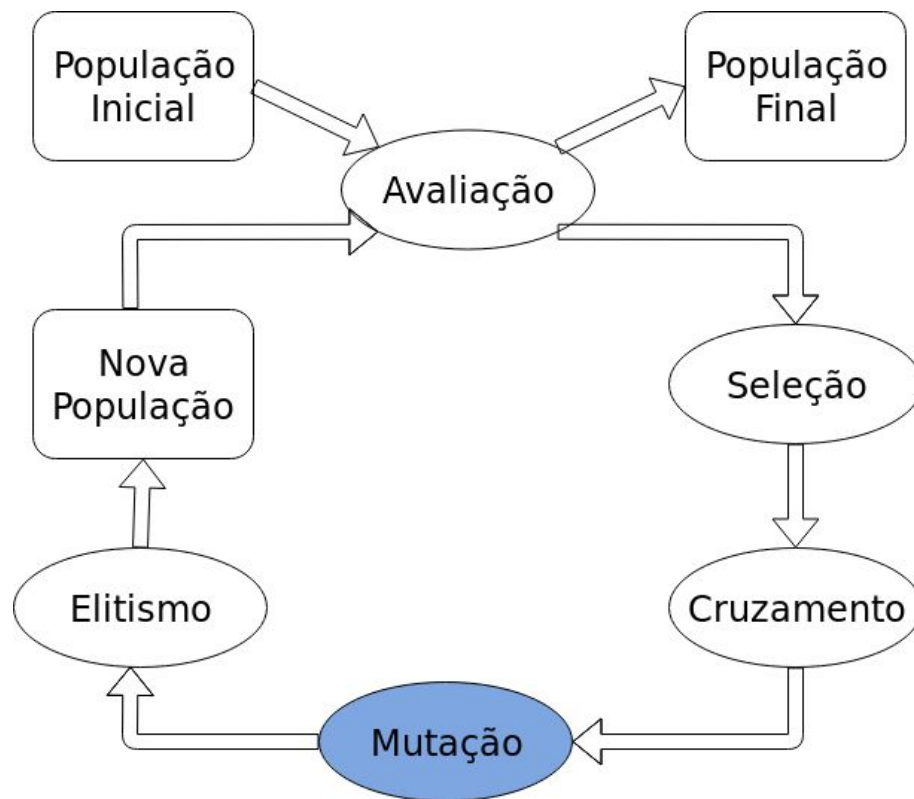 População
Inicial
População
Final
Avaliação
Nova
População
Seleção
Elitismo
Cruzamento
Mutação